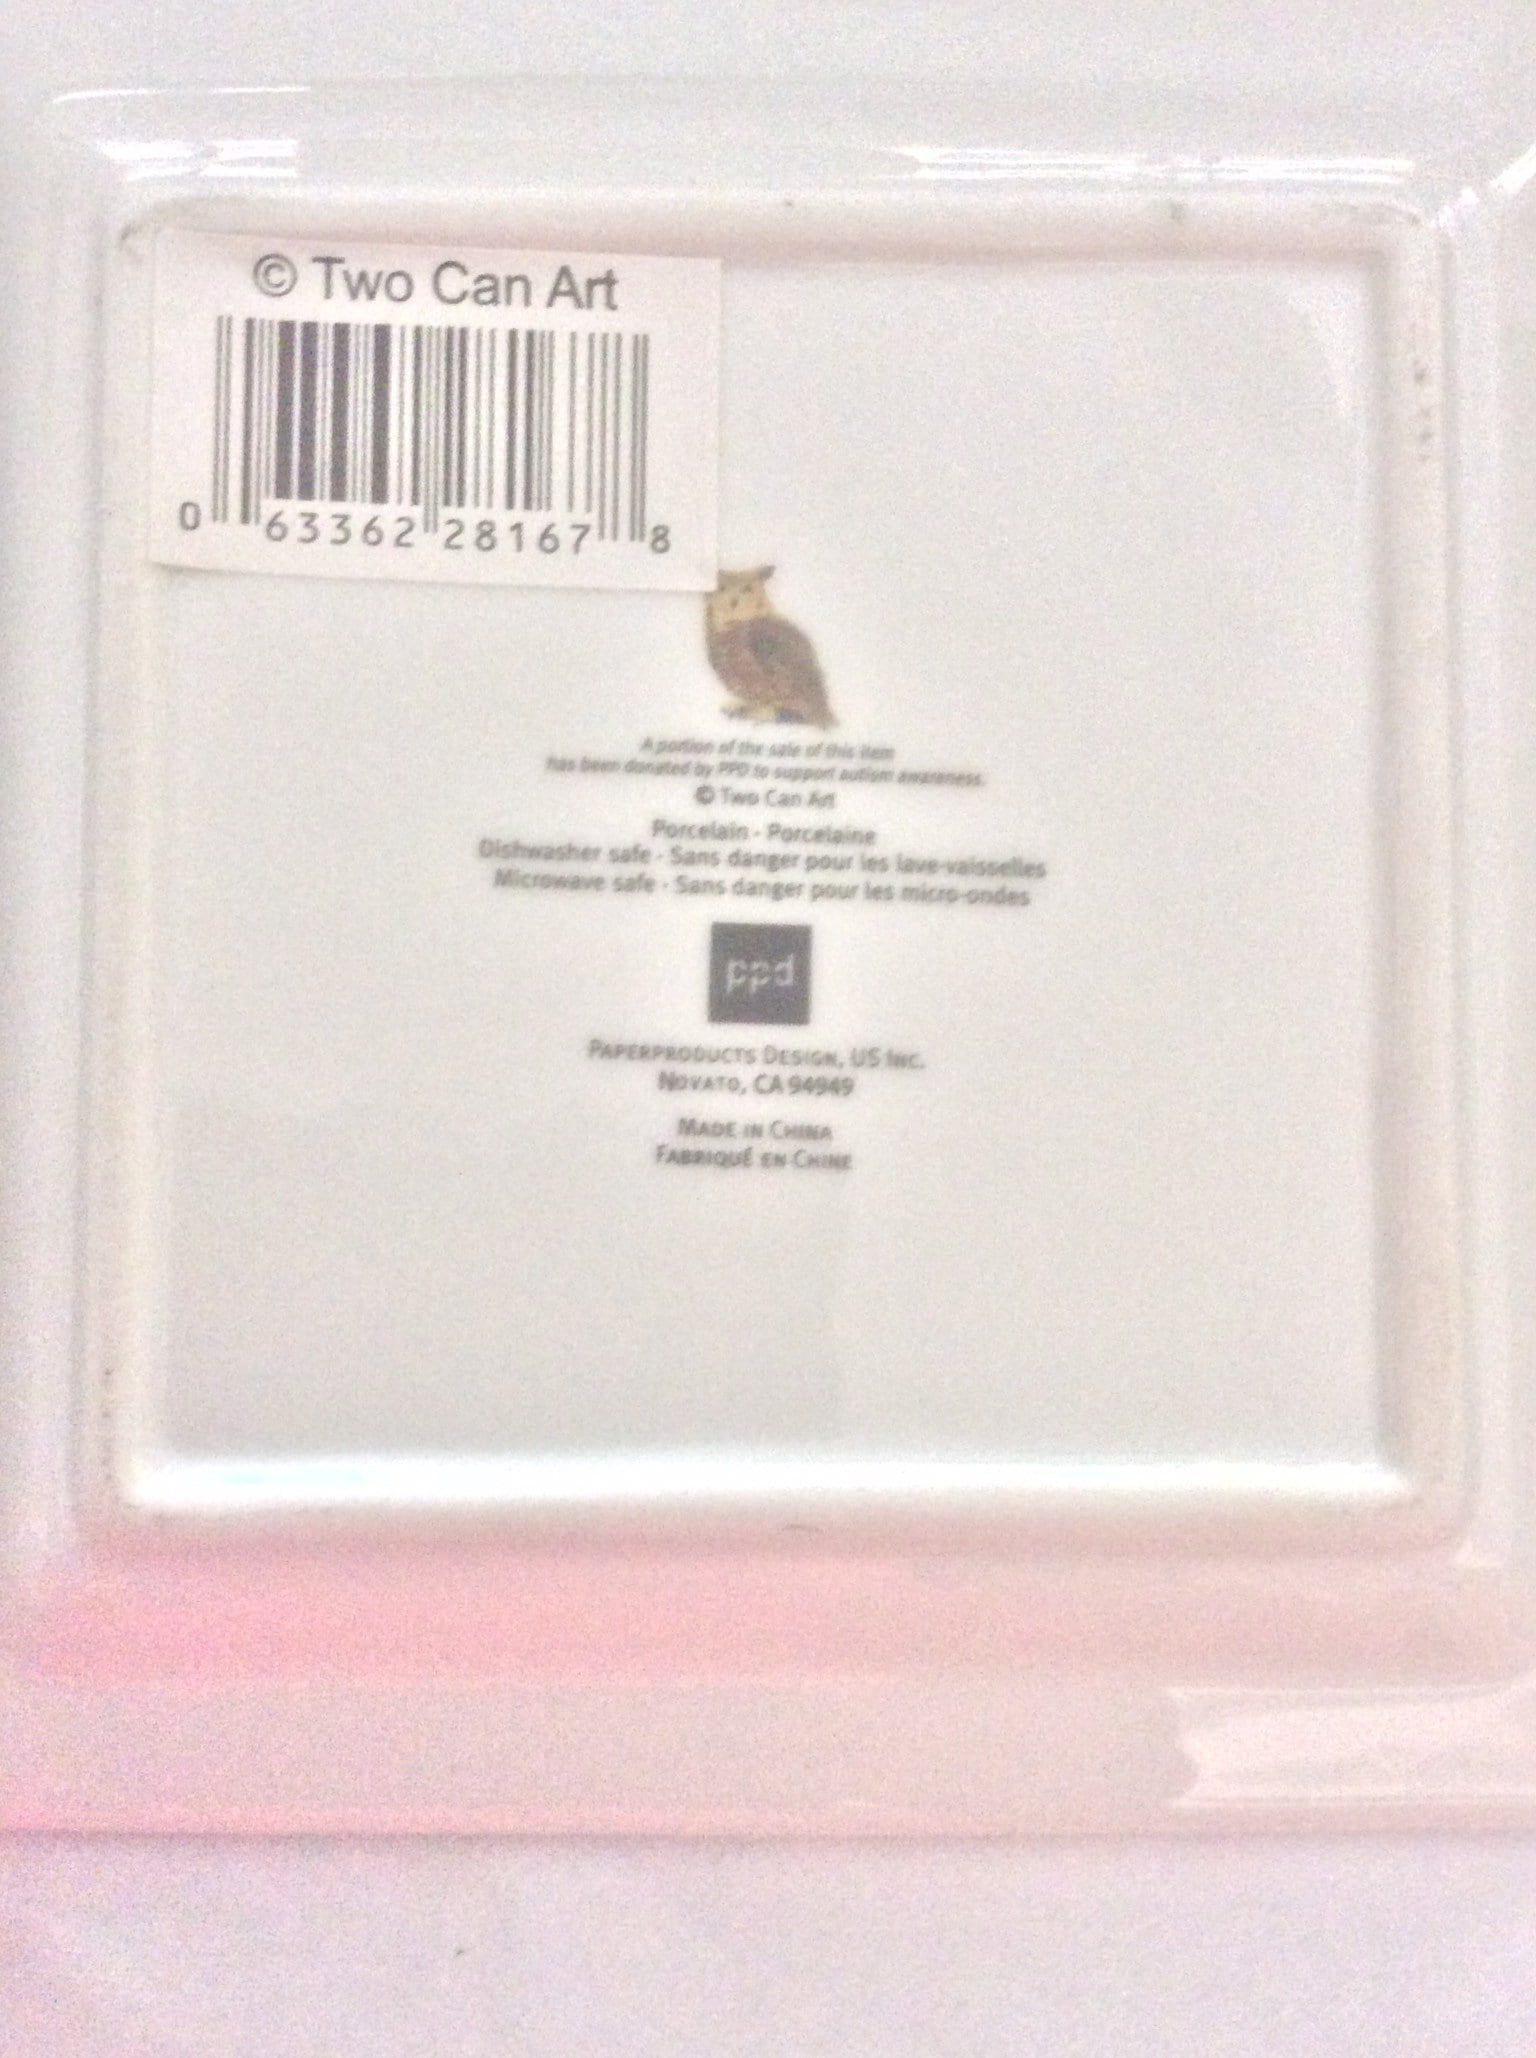 © Two Can Art
0 63362 28167 8
A portion of the sale of this item
has been donated by PPD to support autism awareness.
© Two Can Art
Porcelain - Porcelaine
Dishwasher safe - Sans danger pour les lave-vaisselles
Microwave safe - Sans danger pour les micro-ondes
ppd
PAPERPRODUCTS DESIGN, US INC.
NOVATO, CA 94949
MADE IN CHINA
FABRIQUÉ EN CHINE